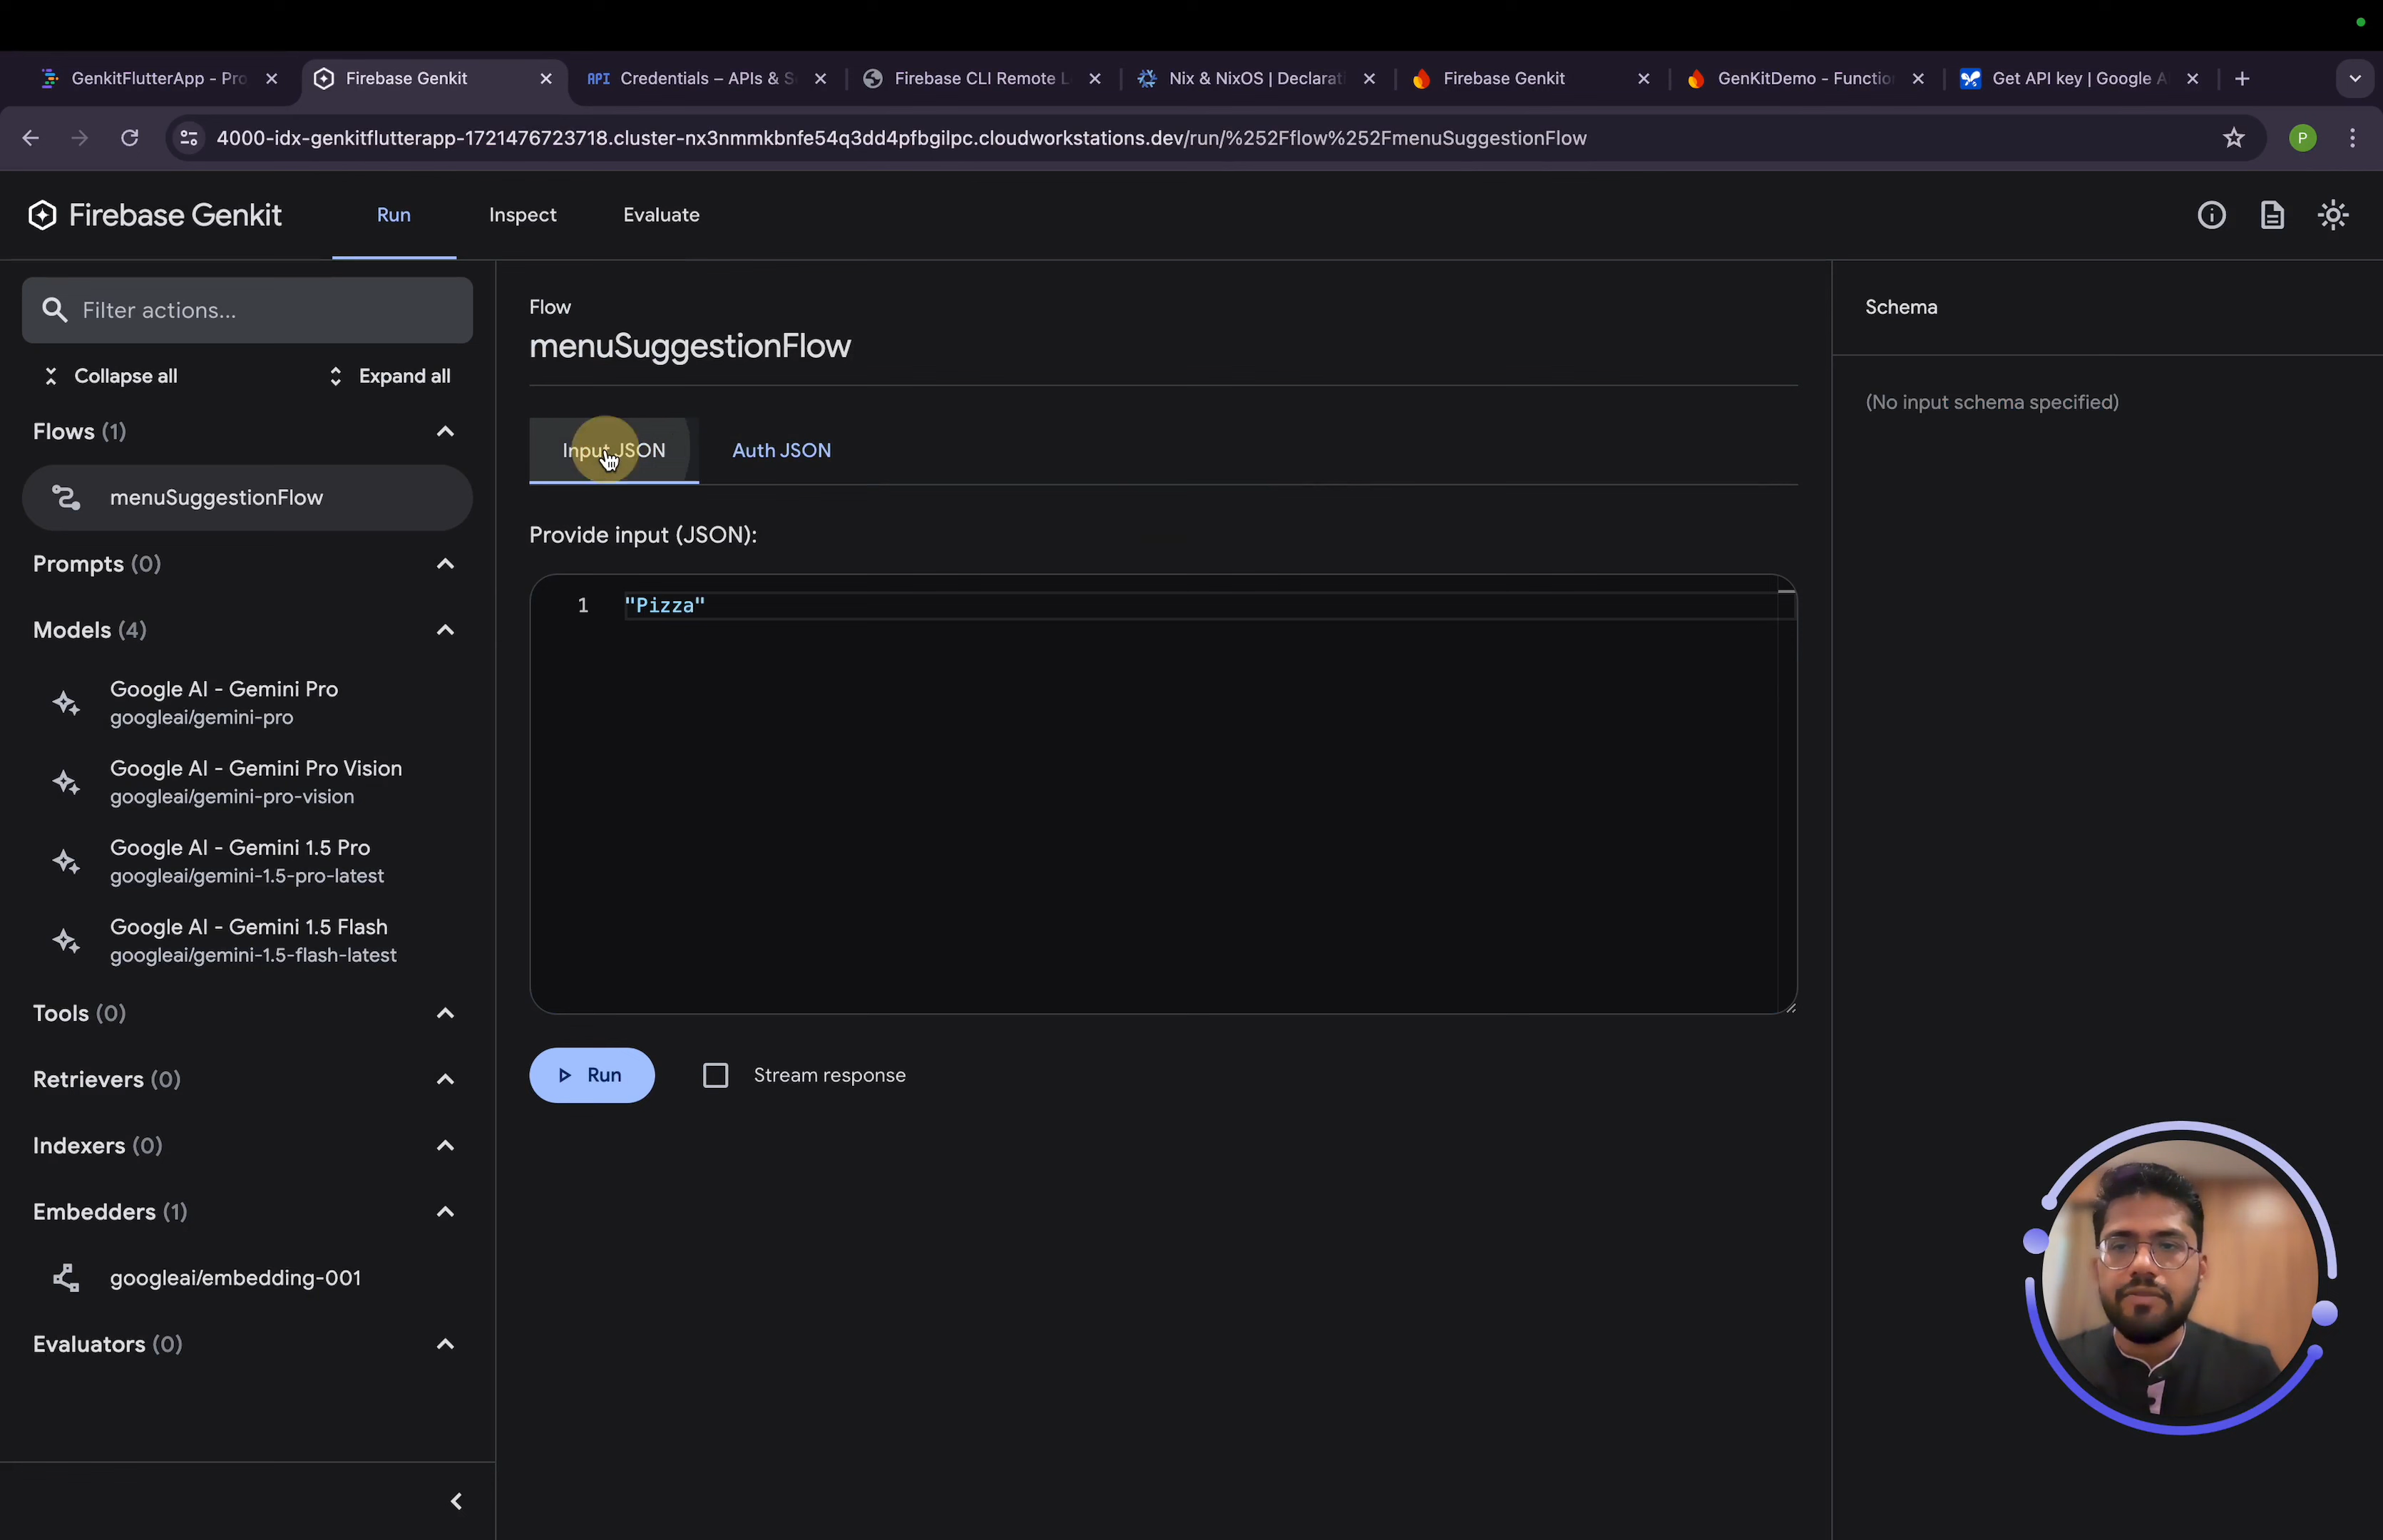 GenkitFlutterApp - Pro
Firebase Genkit
API Credentials – APIs & S
Firebase CLI Remote L
Nix & NixOS | Declarat
Firebase Genkit
GenKitDemo - Functio
Get API key | Google A
4000-idx-genkitflutterapp-1721476723718.cluster-nx3nmmkbnfe54q3dd4pfbgilpc.cloudworkstations.dev/run/%252Fflow%252FmenuSuggestionFlow
P
Firebase Genkit
Run
Inspect
Evaluate
Filter actions...
Collapse all
Expand all
Flows (1)
menuSuggestionFlow
Prompts (0)
Models (4)
Google AI - Gemini Pro
googleai/gemini-pro
Google AI - Gemini Pro Vision
googleai/gemini-pro-vision
Google AI - Gemini 1.5 Pro
googleai/gemini-1.5-pro-latest
Google AI - Gemini 1.5 Flash
googleai/gemini-1.5-flash-latest
Tools (0)
Retrievers (0)
Indexers (0)
Embedders (1)
googleai/embedding-001
Evaluators (0)
Flow
menuSuggestionFlow
Input JSON
Auth JSON
Provide input (JSON):
1 "Pizza"
Run
Stream response
Schema
(No input schema specified)